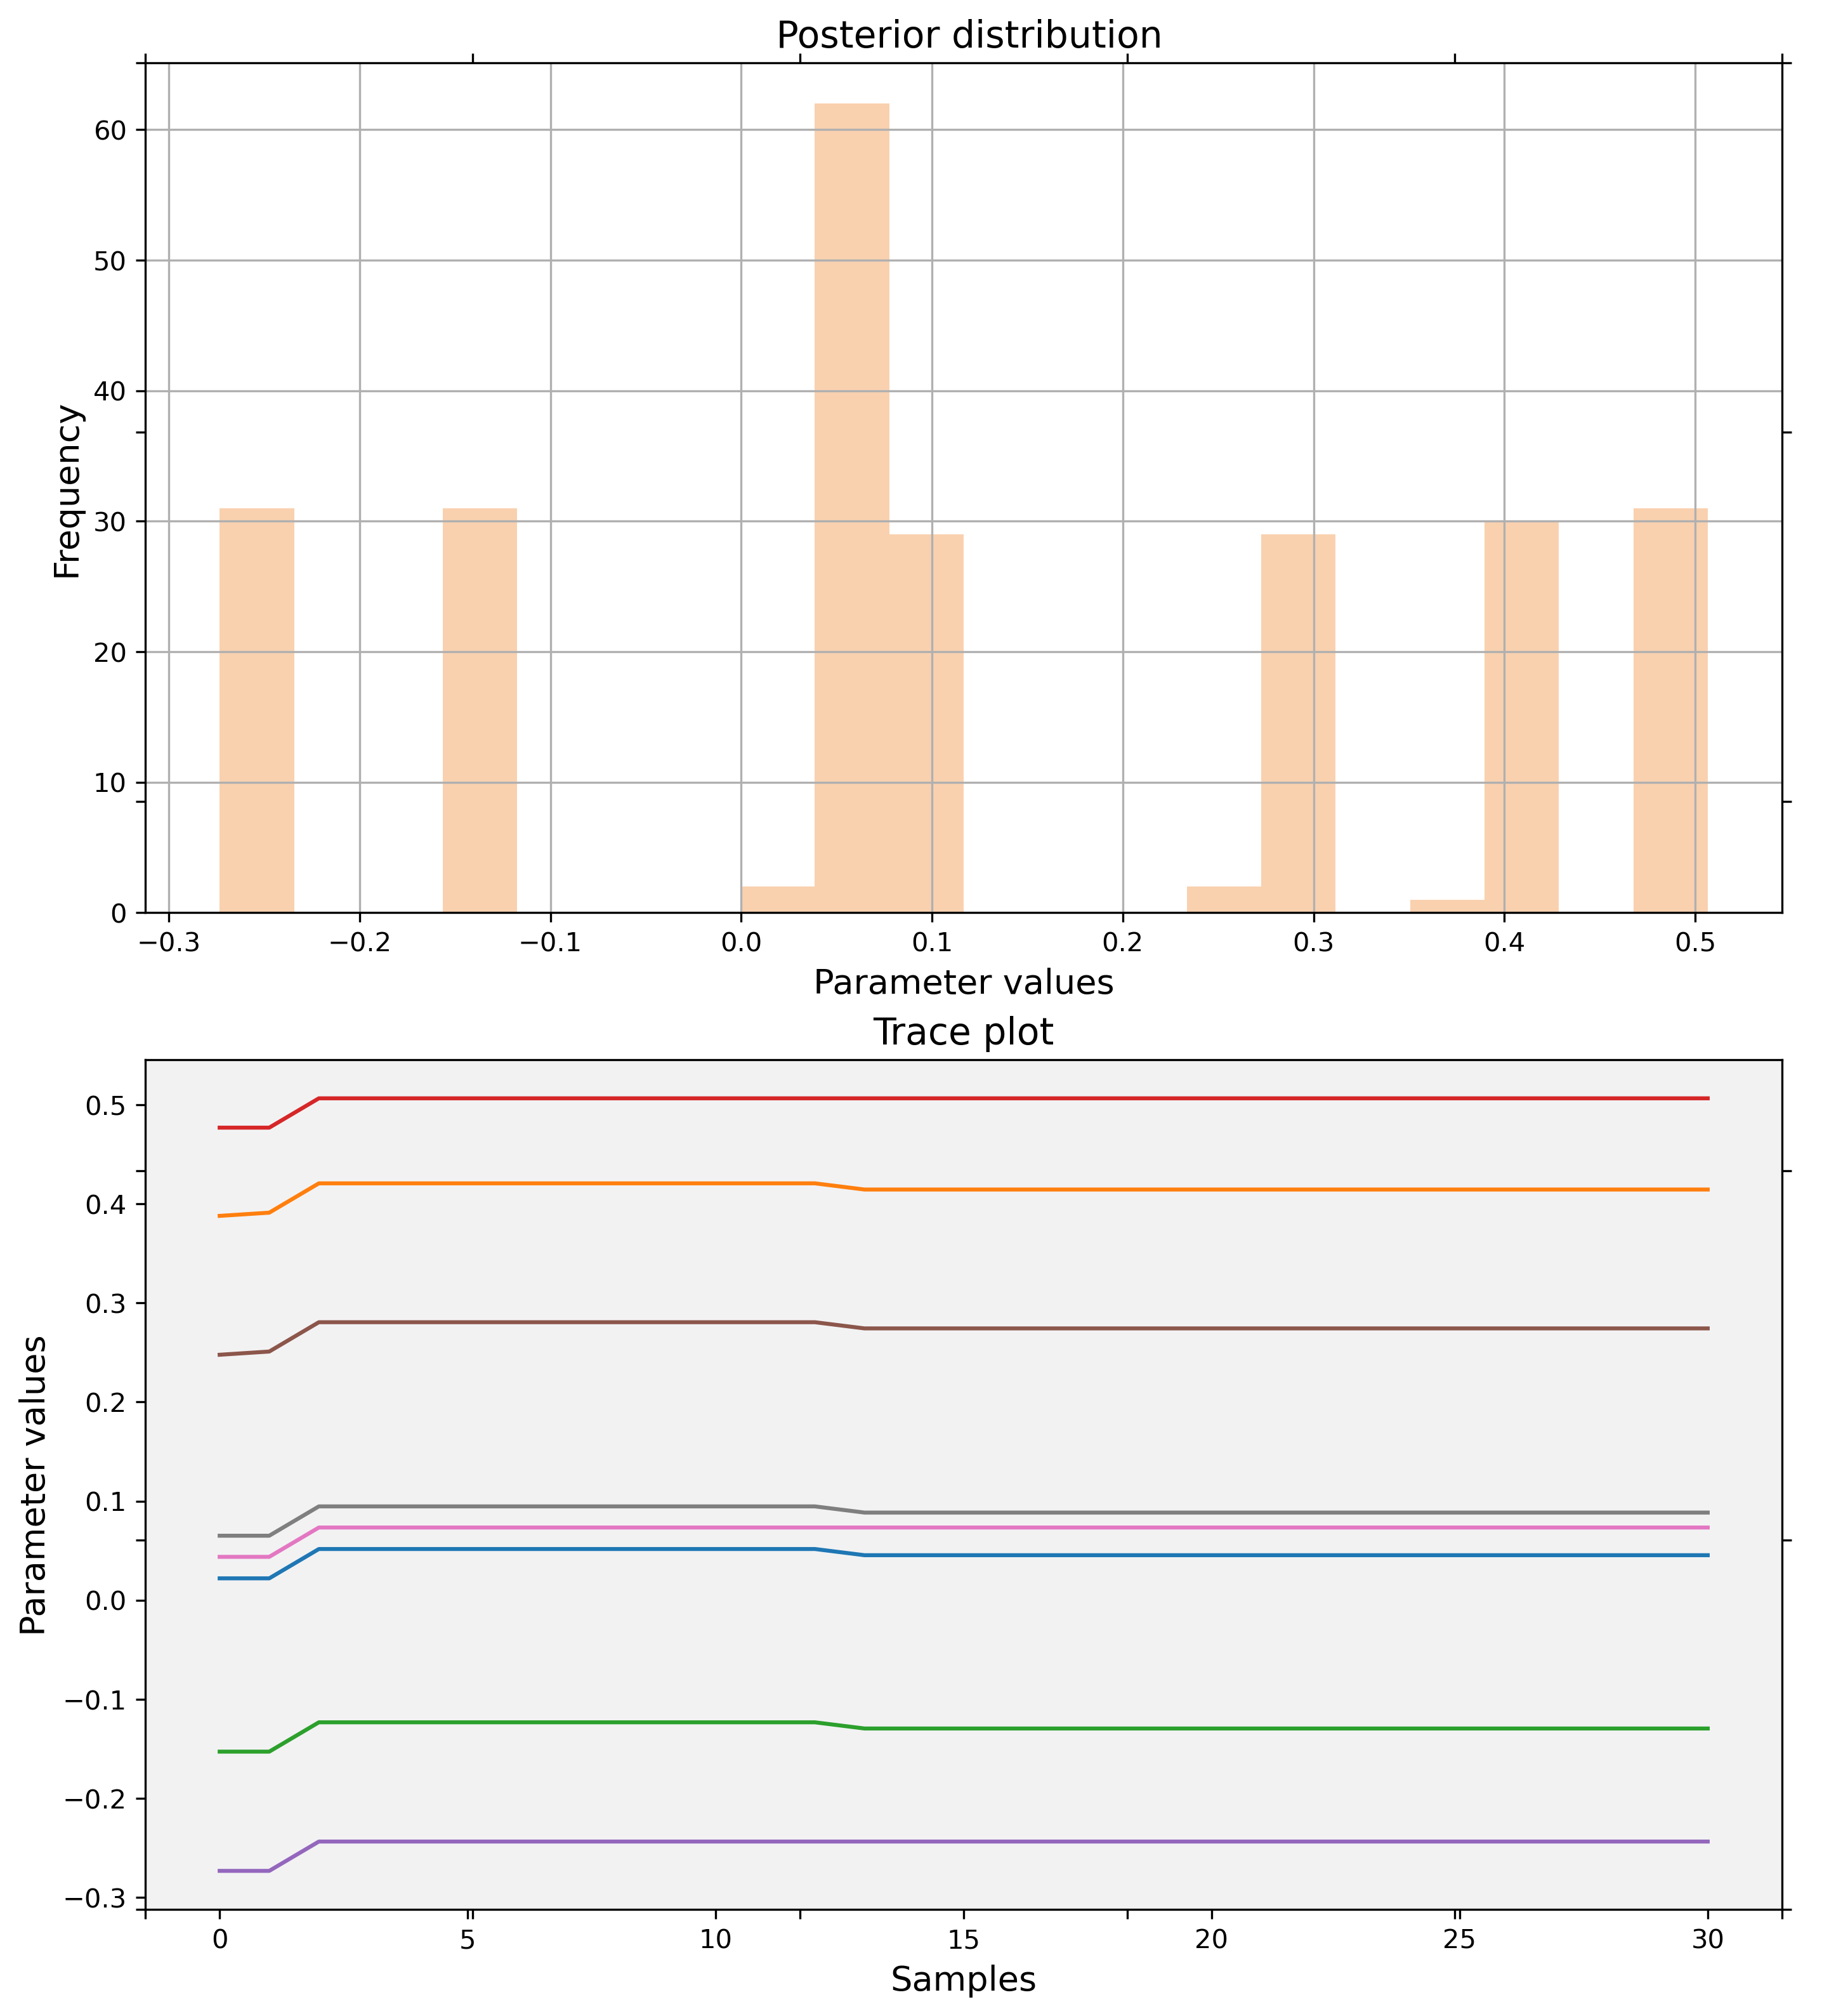 Posterior distribution
60
50
40
30
20
10
0
Frequency
−0.3 −0.2 −0.1 0.0 0.1 0.2 0.3 0.4 0.5
Parameter values
Trace plot
0.5
0.4
0.3
0.2
0.1
0.0
−0.1
−0.2
−0.3
Parameter values
0 5 10 15 20 25 30
Samples